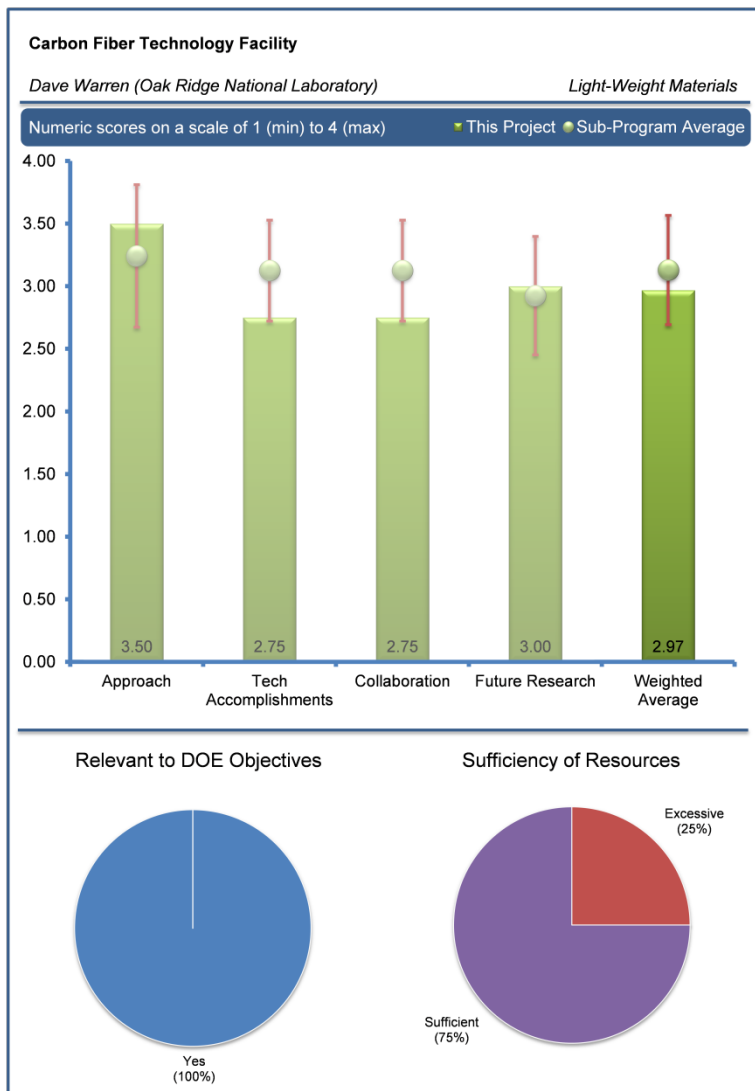 Carbon Fiber Technology Facility
Dave Warren (Oak Ridge National Laboratory) Light-Weight Materials
Numeric scores on a scale of 1 (min) to 4 (max) This Project Sub-Program Average
4.00
3.50
3.00
2.50
2.00
1.50
1.00
0.50
0.00
3.50 2.75 2.75 3.00 2.97
Approach Tech Accomplishments Collaboration Future Research Weighted Average
Relevant to DOE Objectives
Yes
(100%)
Sufficiency of Resources
Excessive
(25%)
Sufficient
(75%)